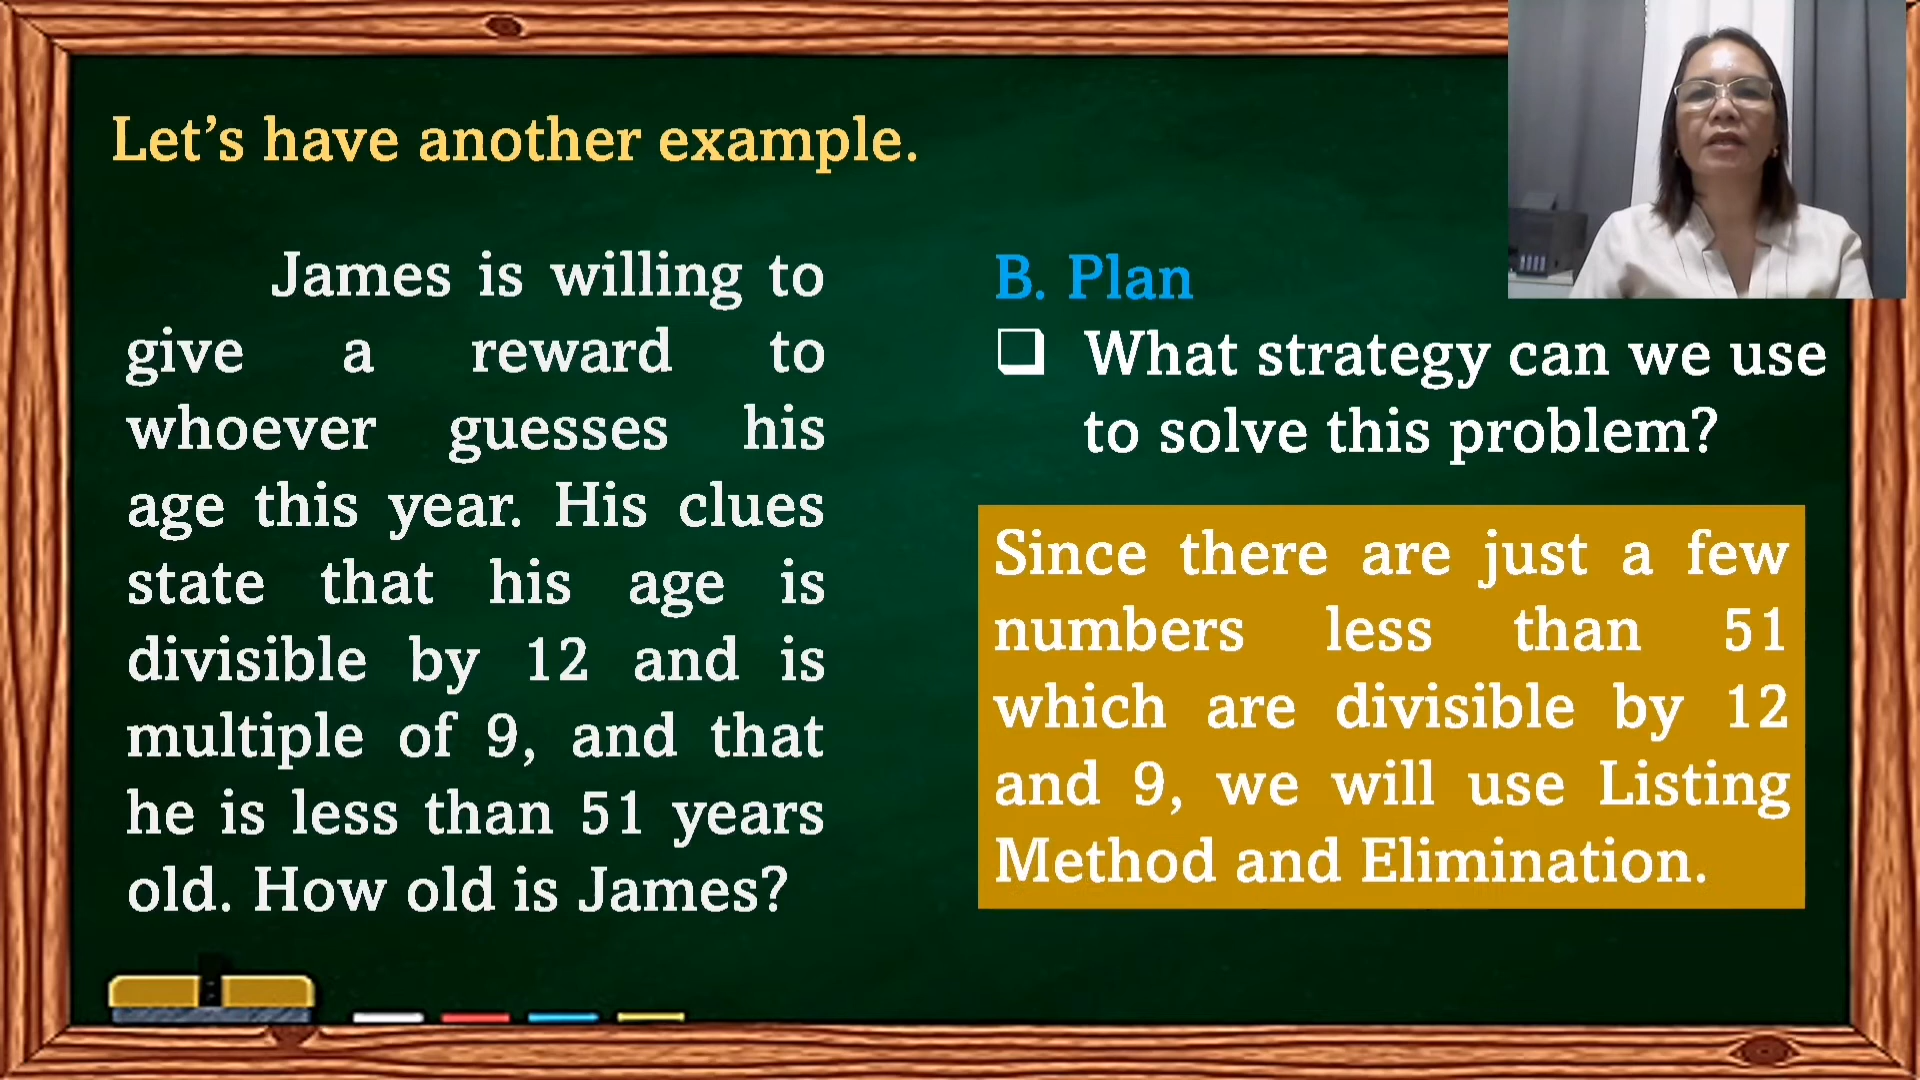 Let's have another example.
James is willing to
give a reward to
whoever guesses his
age this year. His clues
state that his age is
divisible by 12 and is
multiple of 9, and that
he is less than 51 years
old. How old is James?
B. Plan
❑ What strategy can we use
to solve this problem?
Since there are just a few
numbers less than 51
which are divisible by 12
and 9, we will use Listing
Method and Elimination.